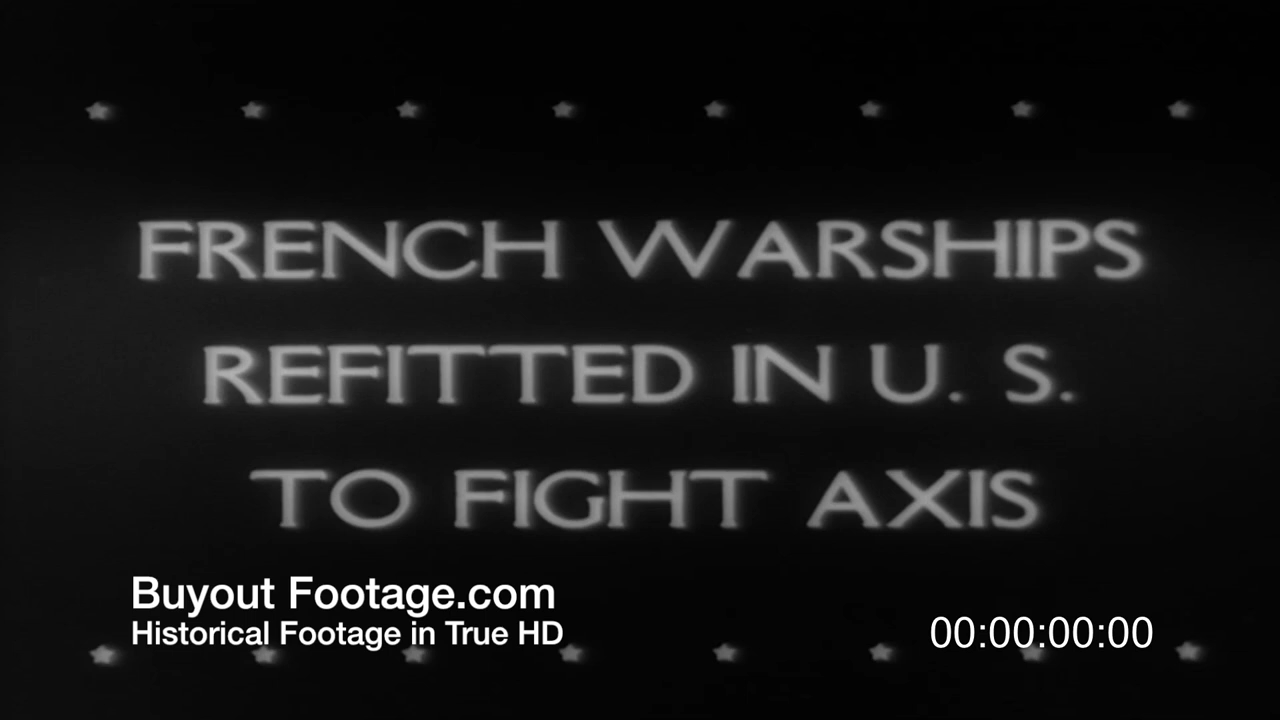 FRENCH WARSHIPS
REFITTED IN U. S.
TO FIGHT AXIS
Buyout Footage.com
Historical Footage in True HD
00:00:00:00